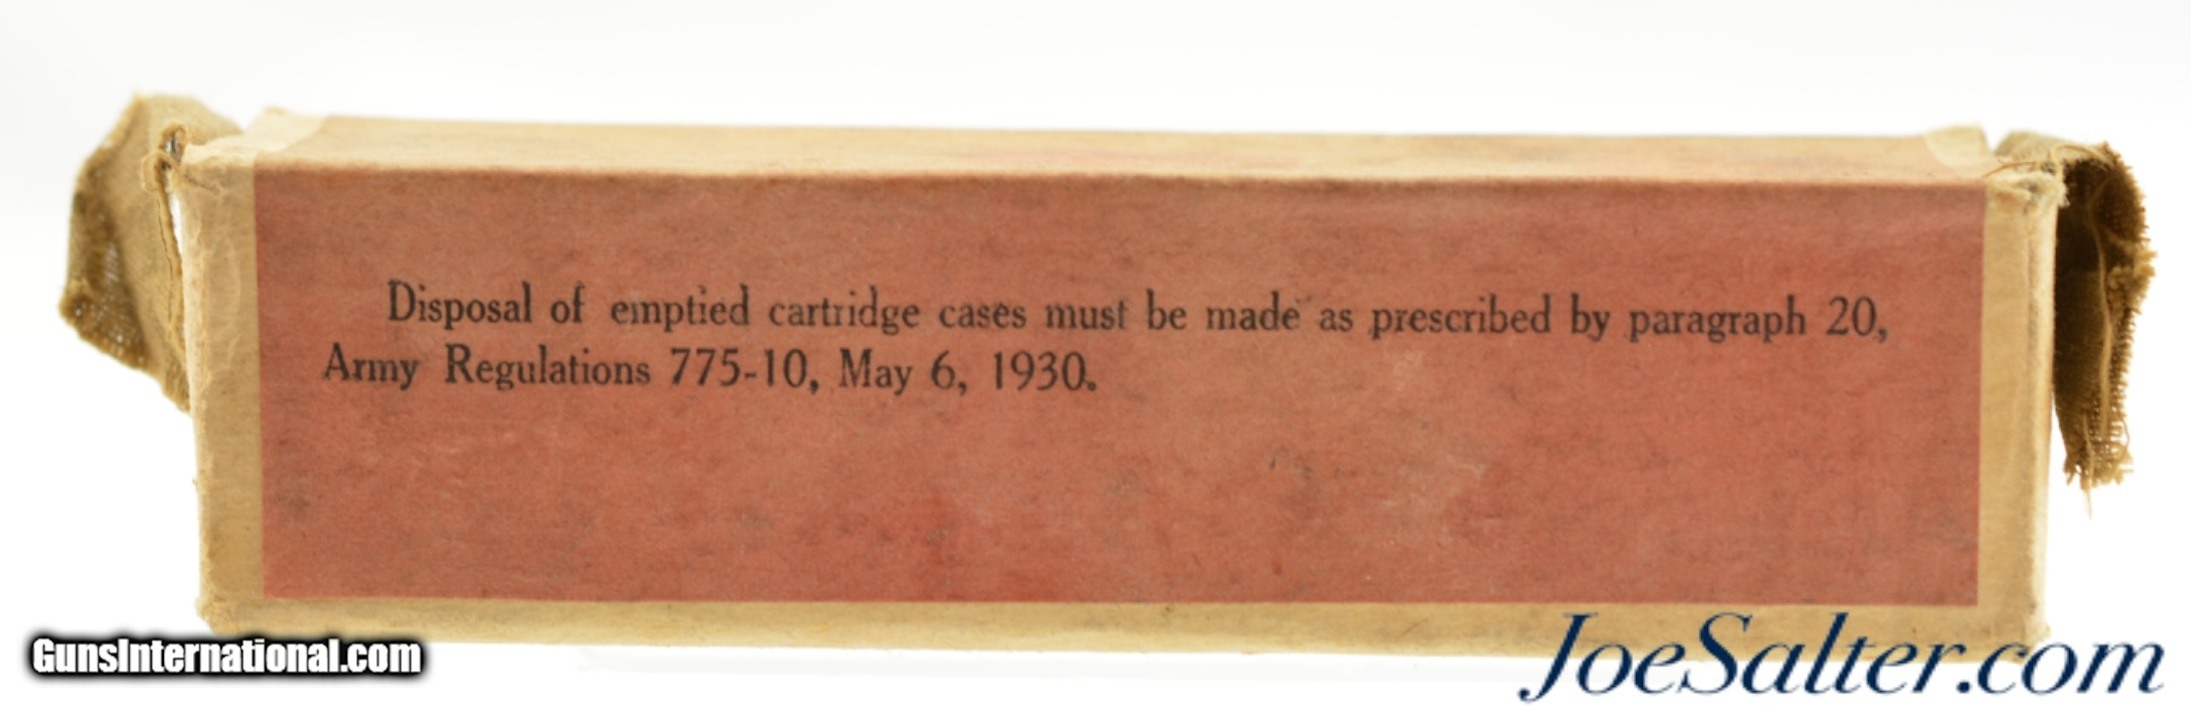 Disposal of emptied cartridge cases must be made as prescribed by paragraph 20,
Army Regulations 775-10, May 6, 1930.
GunsInternational.com
JoeSalter.com